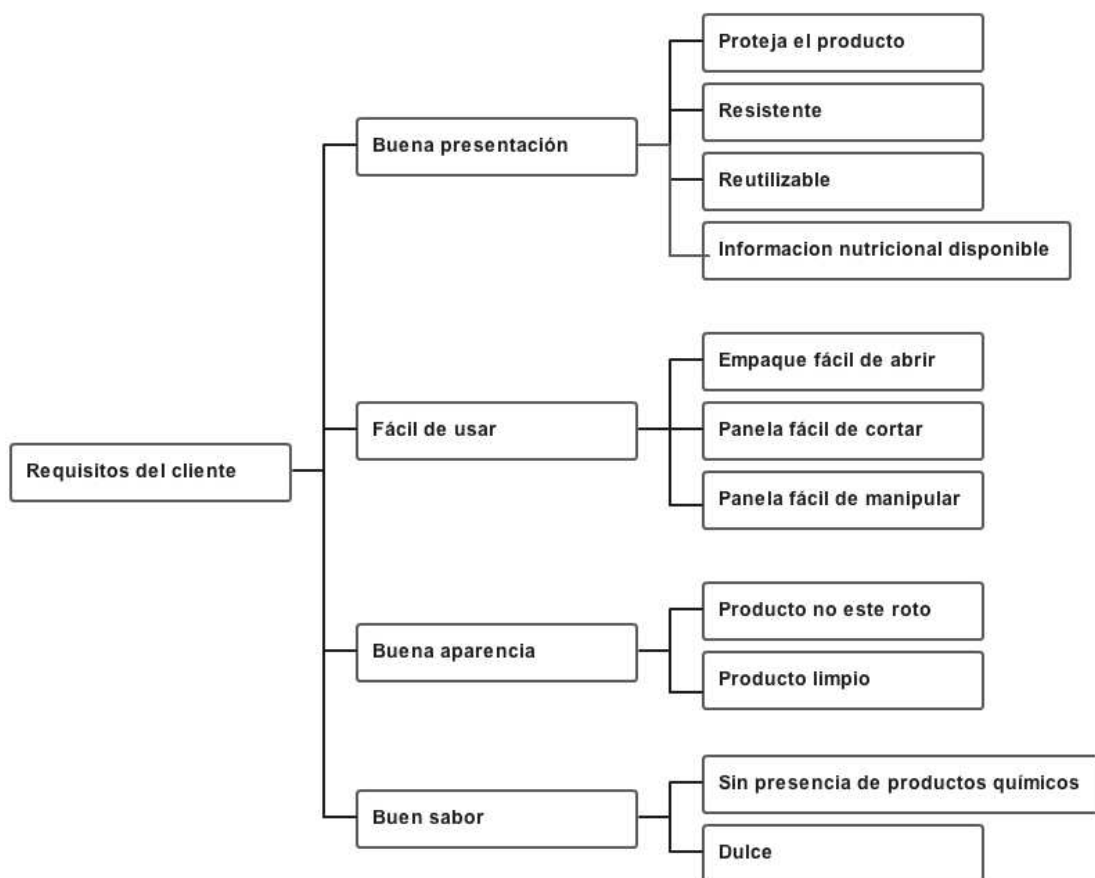 Requisitos del cliente
Buena presentación
Proteja el producto
Resistente
Reutilizable
Informacion nutricional disponible
Fácil de usar
Empaque fácil de abrir
Panela fácil de cortar
Panela fácil de manipular
Buena aparencia
Producto no este roto
Producto limpio
Buen sabor
Sin presencia de productos químicos
Dulce